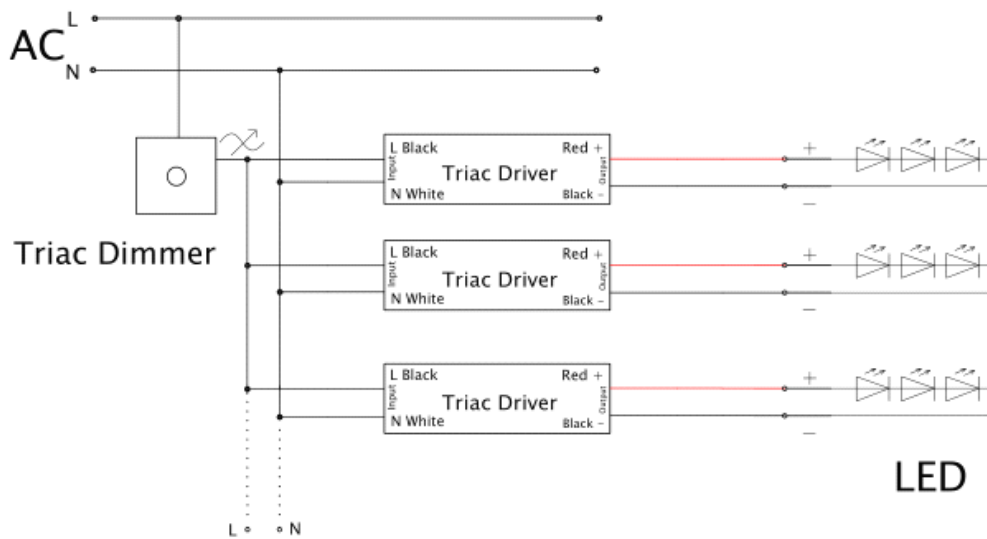 L
AC
N
L Black
Red +
Input
Triac Driver
Output
N White
Black -
Triac Dimmer
L Black
Red +
Input
Triac Driver
Output
N White
Black -
L Black
Red +
Input
Triac Driver
Output
N White
Black -
+
−
+
−
+
−
LED
L
N